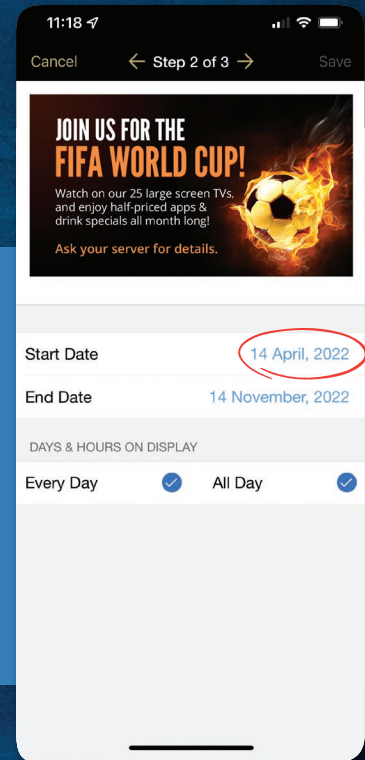 11:18
Cancel ← Step 2 of 3 → Save
JOIN US FOR THE
FIFA WORLD CUP!
Watch on our 25 large screen TVs,
and enjoy half-priced apps &
drink specials all month long!
Ask your server for details.
Start Date 14 April, 2022
End Date 14 November, 2022
DAYS & HOURS ON DISPLAY
Every Day All Day